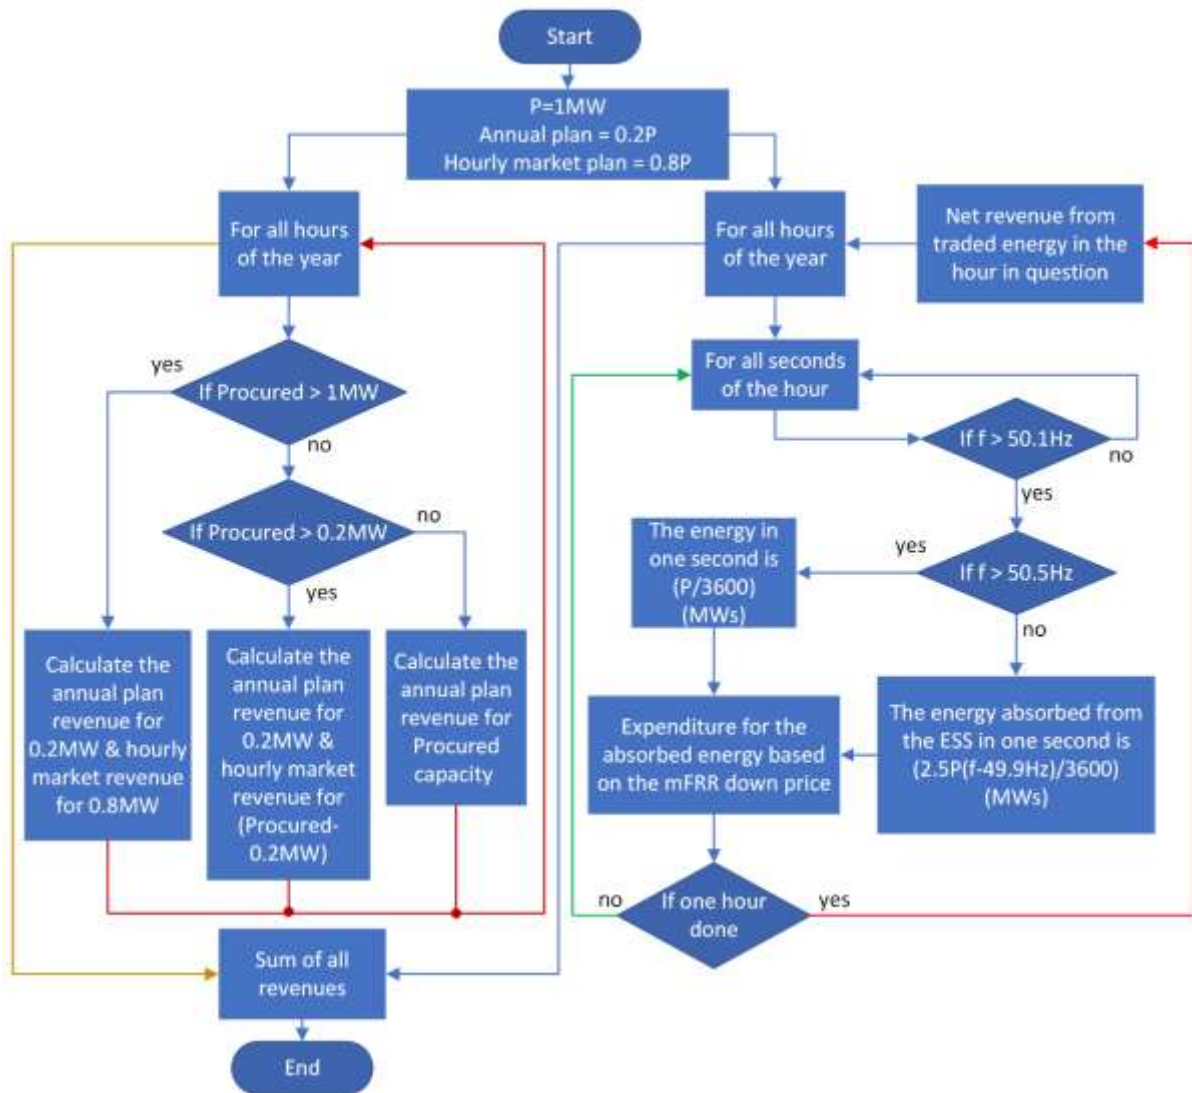 Start
P=1MW
Annual plan = 0.2P
Hourly market plan = 0.8P
For all hours
of the year
For all hours
of the year
Net revenue from
traded energy in the
hour in question
For all seconds
of the hour
yes
If Procured > 1MW
no
If f > 50.1Hz
no
yes
If Procured > 0.2MW
no
yes
The energy in
one second is
(P/3600)
(MWs)
yes
If f > 50.5Hz
no
Calculate the
annual plan
revenue for
0.2MW & hourly
market revenue
for 0.8MW
Calculate the
annual plan
revenue for
0.2MW &
hourly market
revenue for
(Procured-
0.2MW)
Calculate the
annual plan
revenue for
Procured
capacity
Expenditure for the
absorbed energy based
on the mFRR down price
The energy absorbed from
the ESS in one second is
(2.5P(f-49.9Hz)/3600)
(MWs)
no
If one hour
done
yes
Sum of all
revenues
End